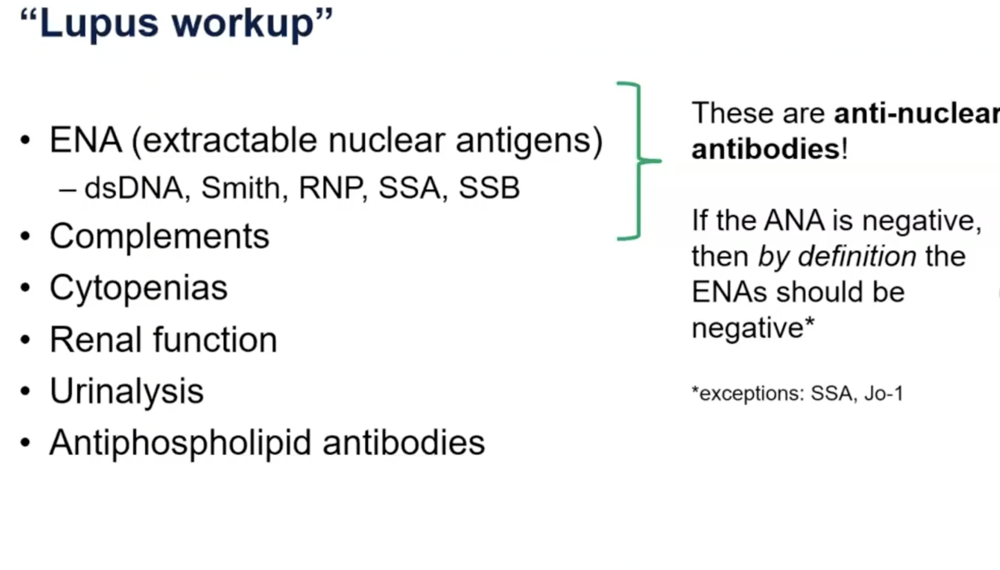 “Lupus workup”
• ENA (extractable nuclear antigens)
– dsDNA, Smith, RNP, SSA, SSB
• Complements
• Cytopenias
• Renal function
• Urinalysis
• Antiphospholipid antibodies
These are anti-nuclear
antibodies!
If the ANA is negative,
then by definition the
ENAs should be
negative*
*exceptions: SSA, Jo-1